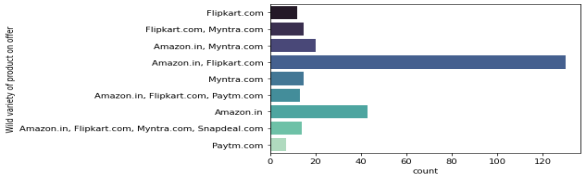 Wild variety of product on offer
Flipkart.com
Flipkart.com, Myntra.com
Amazon.in, Myntra.com
Amazon.in, Flipkart.com
Myntra.com
Amazon.in, Flipkart.com, Paytm.com
Amazon.in
Amazon.in, Flipkart.com, Myntra.com, Snapdeal.com
Paytm.com
0 20 40 60 80 100 120
count